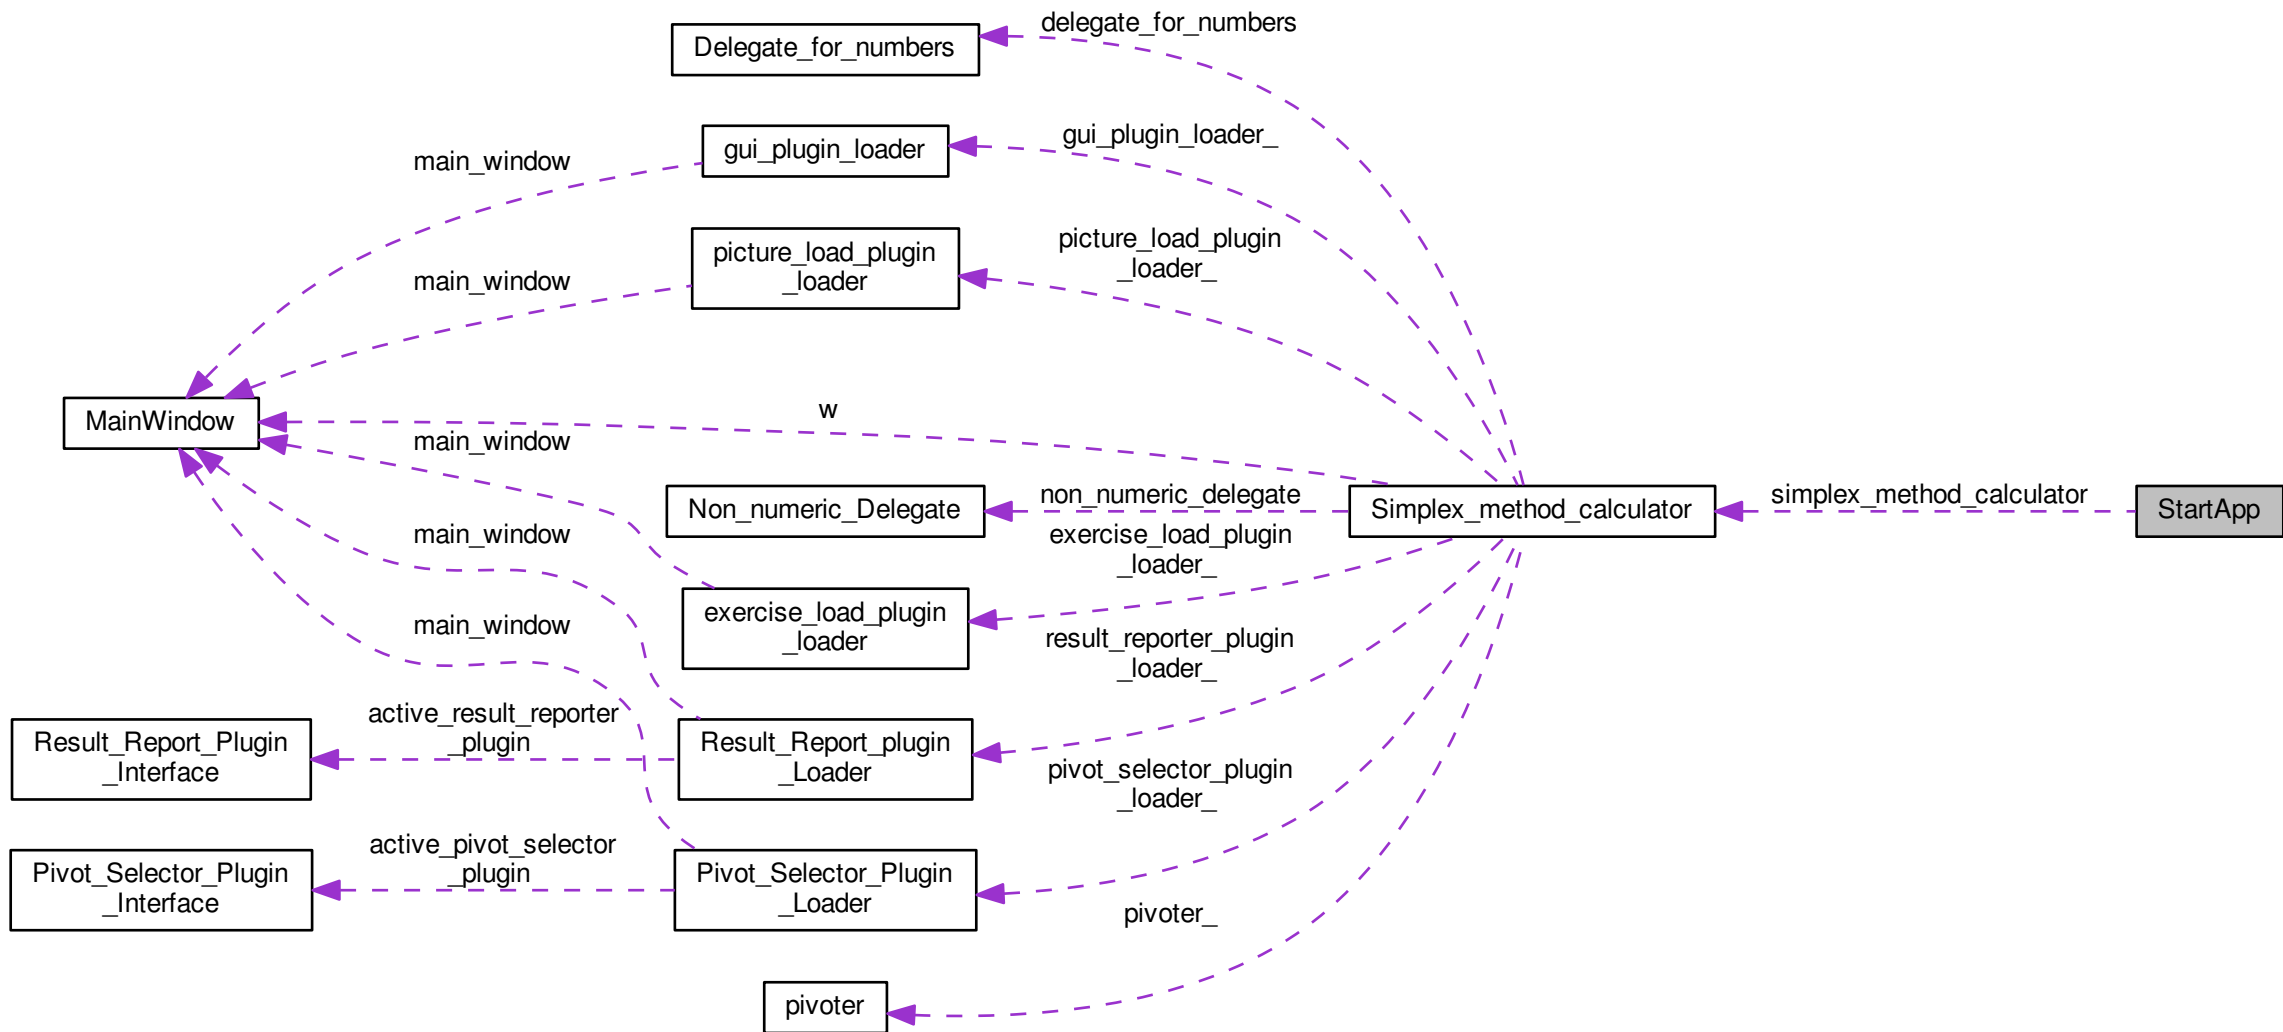 delegate_for_numbers
Delegate_for_numbers
gui_plugin_loader_
gui_plugin_loader
main_window
picture_load_plugin
_loader_
picture_load_plugin
_loader
main_window
w
MainWindow
main_window
non_numeric_delegate
Non_numeric_Delegate
Simplex_method_calculator
simplex_method_calculator
StartApp
exercise_load_plugin
_loader_
main_window
exercise_load_plugin
_loader
main_window
result_reporter_plugin
_loader_
active_result_reporter
_plugin
Result_Report_Plugin
_Interface
Result_Report_plugin
_Loader
pivot_selector_plugin
_loader_
active_pivot_selector
_plugin
Pivot_Selector_Plugin
_Interface
Pivot_Selector_Plugin
_Loader
pivoter_
pivoter